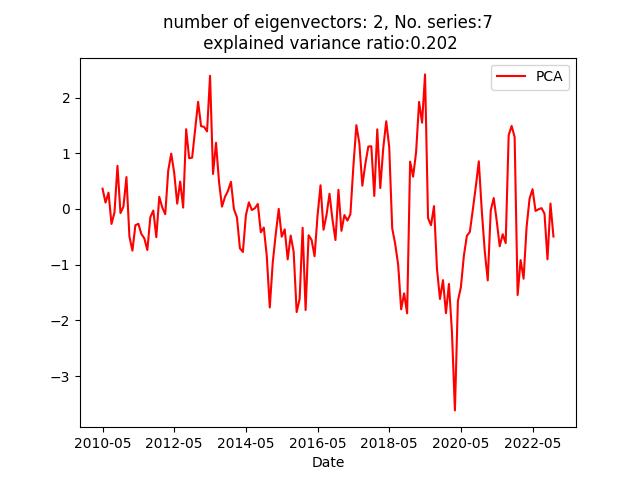 number of eigenvectors: 2, No. series:7
explained variance ratio:0.202
PCA
2
1
0
−1
−2
−3
2010-05 2012-05 2014-05 2016-05 2018-05 2020-05 2022-05
Date